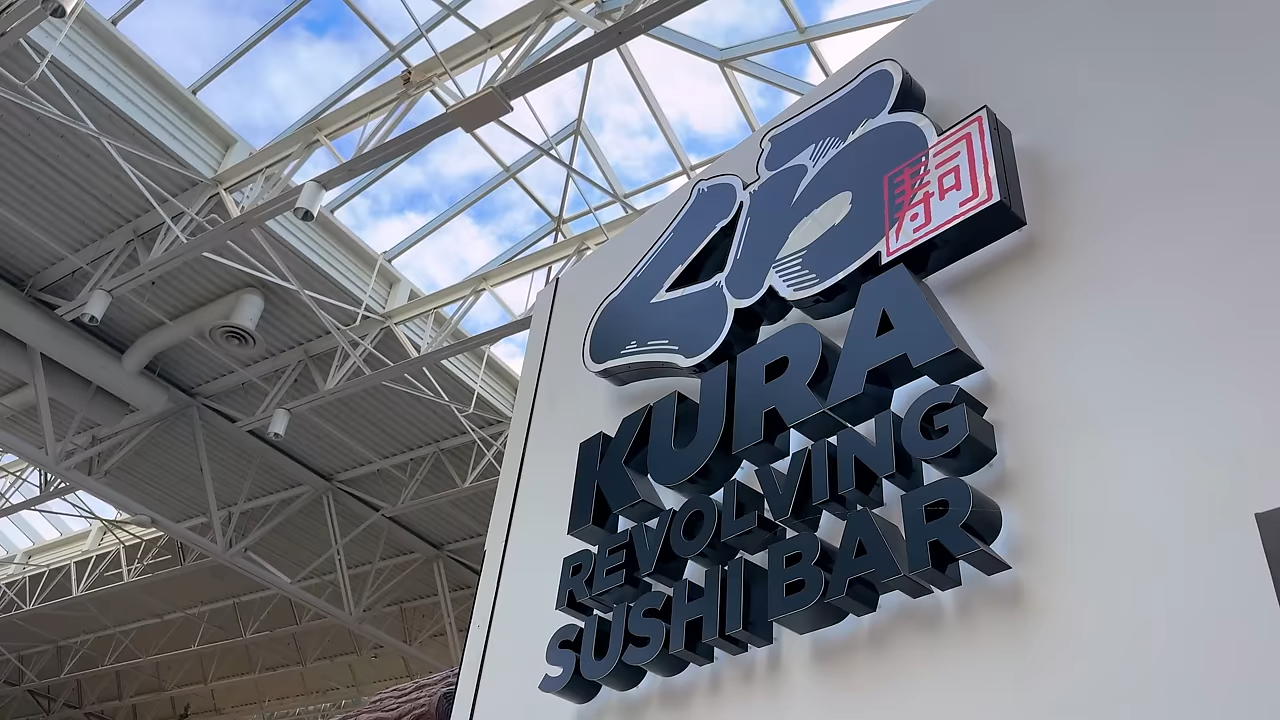 くら
寿司
KURA
REVOLVING
SUSHI BAR